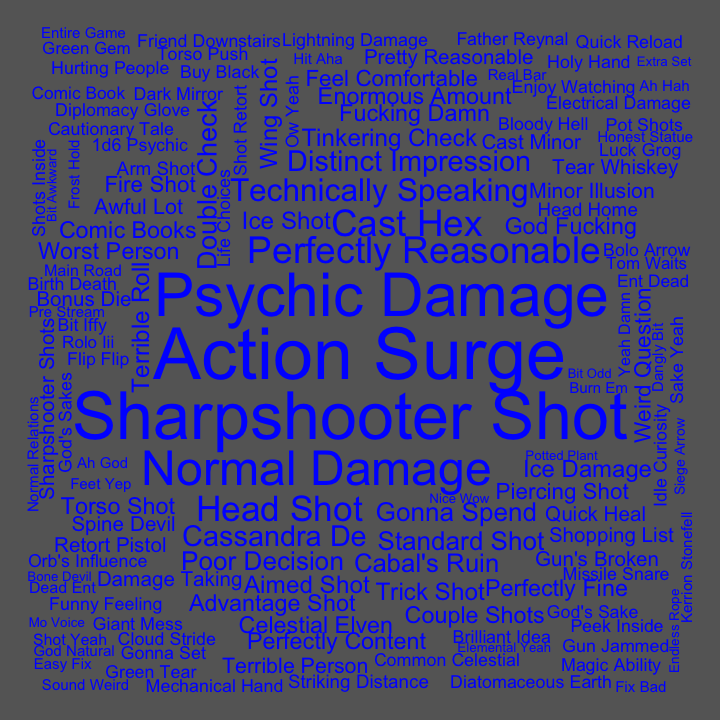 Entire Game
Friend Downstairs
Lightning Damage
Father Reynal
Quick Reload
Green Gem
Torso Push
Hit Aha
Pretty Reasonable
Holy Hand
Extra Set
Hurting People
Buy Black
Feel Comfortable
Real Bar
Enjoy Watching
Ah Hah
Comic Book
Dark Mirror
Shot Retort
Wing Shot
Ow Yeah
Enormous Amount
Electrical Damage
Diplomacy Glove
Fucking Damn
Bloody Hell
Pot Shots
Cautionary Tale
Double Check
Tinkering Check
Cast Minor
Honest Statue
1d6 Psychic
Luck Grog
Shots Inside
Bit Awkward
Frost Hold
Arm Shot
Distinct Impression
Tear Whiskey
Fire Shot
Life Choices
Technically Speaking
Minor Illusion
Awful Lot
Ice Shot
Cast Hex
Head Home
Comic Books
God Fucking
Worst Person
Perfectly Reasonable
Bolo Arrow
Main Road
Tom Waits
Birth Death
Terrible Roll
Psychic Damage
Ent Dead
Bonus Die
Pre Stream
Yeah Damn
Weird Question
Dangly Bit
Sake Yeah
Bit Iffy
Sharpshooter Shots
Rolo Iii
Action Surge
Flip Flip
God's Sakes
Bit Odd
Burn Em
Normal Relations
Sharpshooter Shot
Idle Curiosity
Siege Arrow
Ah God
Normal Damage
Potted Plant
Ice Damage
Feet Yep
Piercing Shot
Nice Wow
Torso Shot
Head Shot
Gonna Spend
Quick Heal
Kerrion Stonefell
Spine Devil
Cassandra De
Standard Shot
Shopping List
Retort Pistol
Orb's Influence
Poor Decision
Cabal's Ruin
Gun's Broken
Bone Devil
Damage Taking
Missile Snare
Dead Ent
Aimed Shot
Trick Shot
Perfectly Fine
Endless Rope
Funny Feeling
Advantage Shot
Couple Shots
God's Sake
Mo Voice
Giant Mess
Celestial Elven
Peek Inside
Shot Yeah
Cloud Stride
Perfectly Content
Brilliant Idea
Elemental Yeah
Gun Jammed
God Natural
Gonna Set
Easy Fix
Green Tear
Terrible Person
Common Celestial
Magic Ability
Sound Weird
Mechanical Hand
Striking Distance
Diatomaceous Earth
Fix Bad